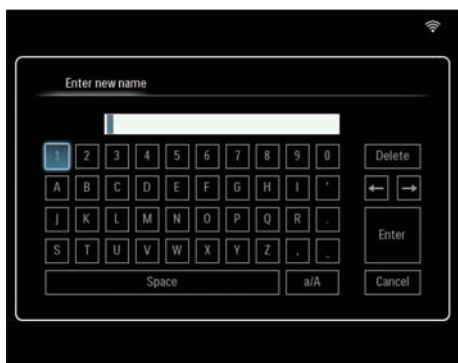 Enter new name
1 2 3 4 5 6 7 8 9 0 Delete
A B C D E F G H I ' ← →
J K L M N O P Q R .
Enter
S T U V W X Y Z , _
Space a/A Cancel